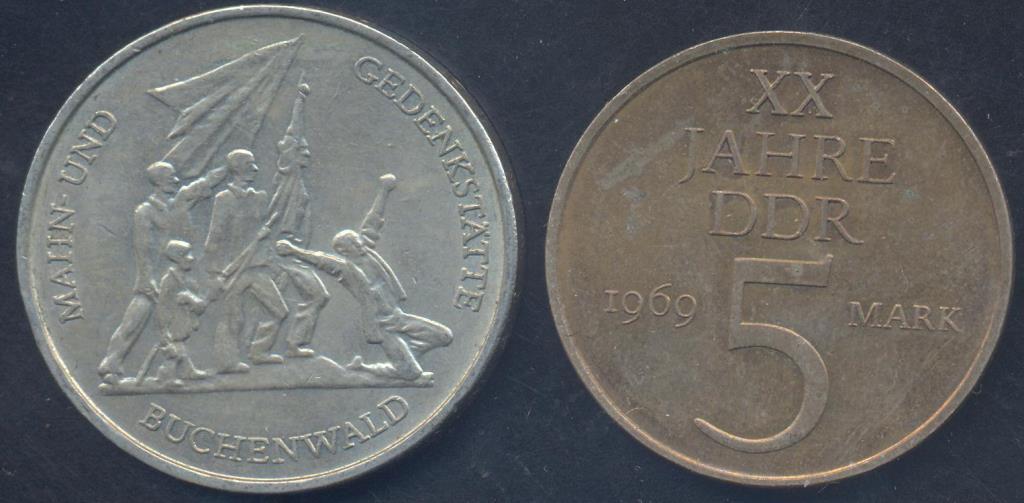 MAHN- UND GEDENKSTÄTTE
BUCHENWALD
XX
JAHRE
DDR
1969 5 MARK